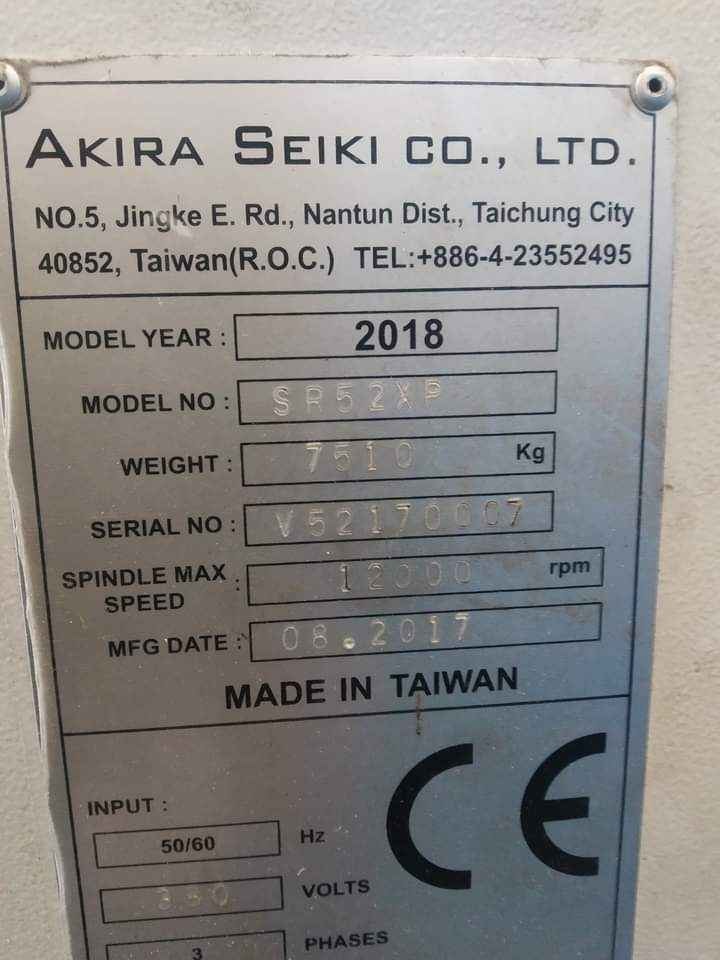 AKIRA SEIKI CO., LTD.
NO.5, Jingke E. Rd., Nantun Dist., Taichung City
40852, Taiwan(R.O.C.) TEL:+886-4-23552495
MODEL YEAR : 2018
MODEL NO : SR52XP
WEIGHT : 7510 Kg
SERIAL NO : V52170007
SPINDLE MAX SPEED : 12000 rpm
MFG DATE : 08.2017
MADE IN TAIWAN
CE
INPUT :
50/60 Hz
VOLTS
3 PHASES